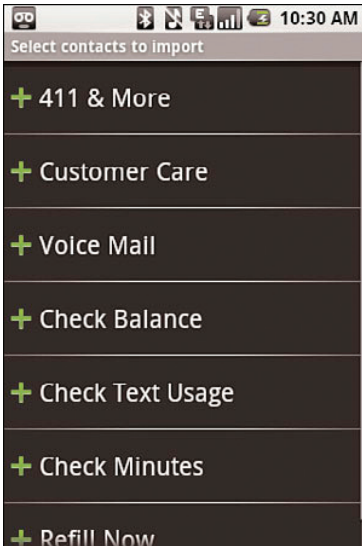 10:30 AM
Select contacts to import
411 & More
Customer Care
Voice Mail
Check Balance
Check Text Usage
Check Minutes
Refill Now